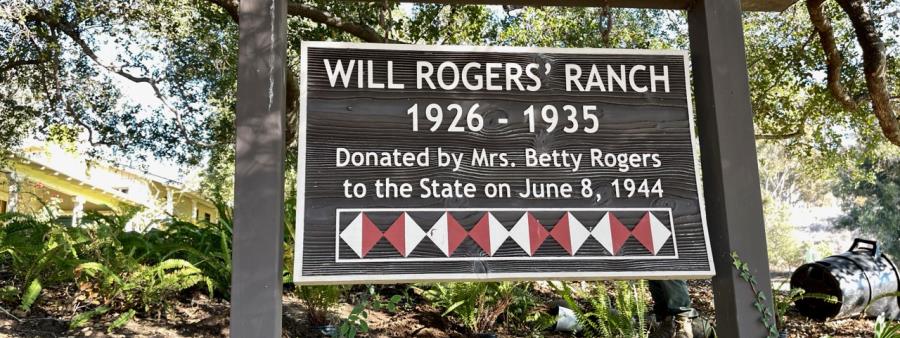 WILL ROGERS' RANCH
1926 - 1935
Donated by Mrs. Betty Rogers
to the State on June 8, 1944